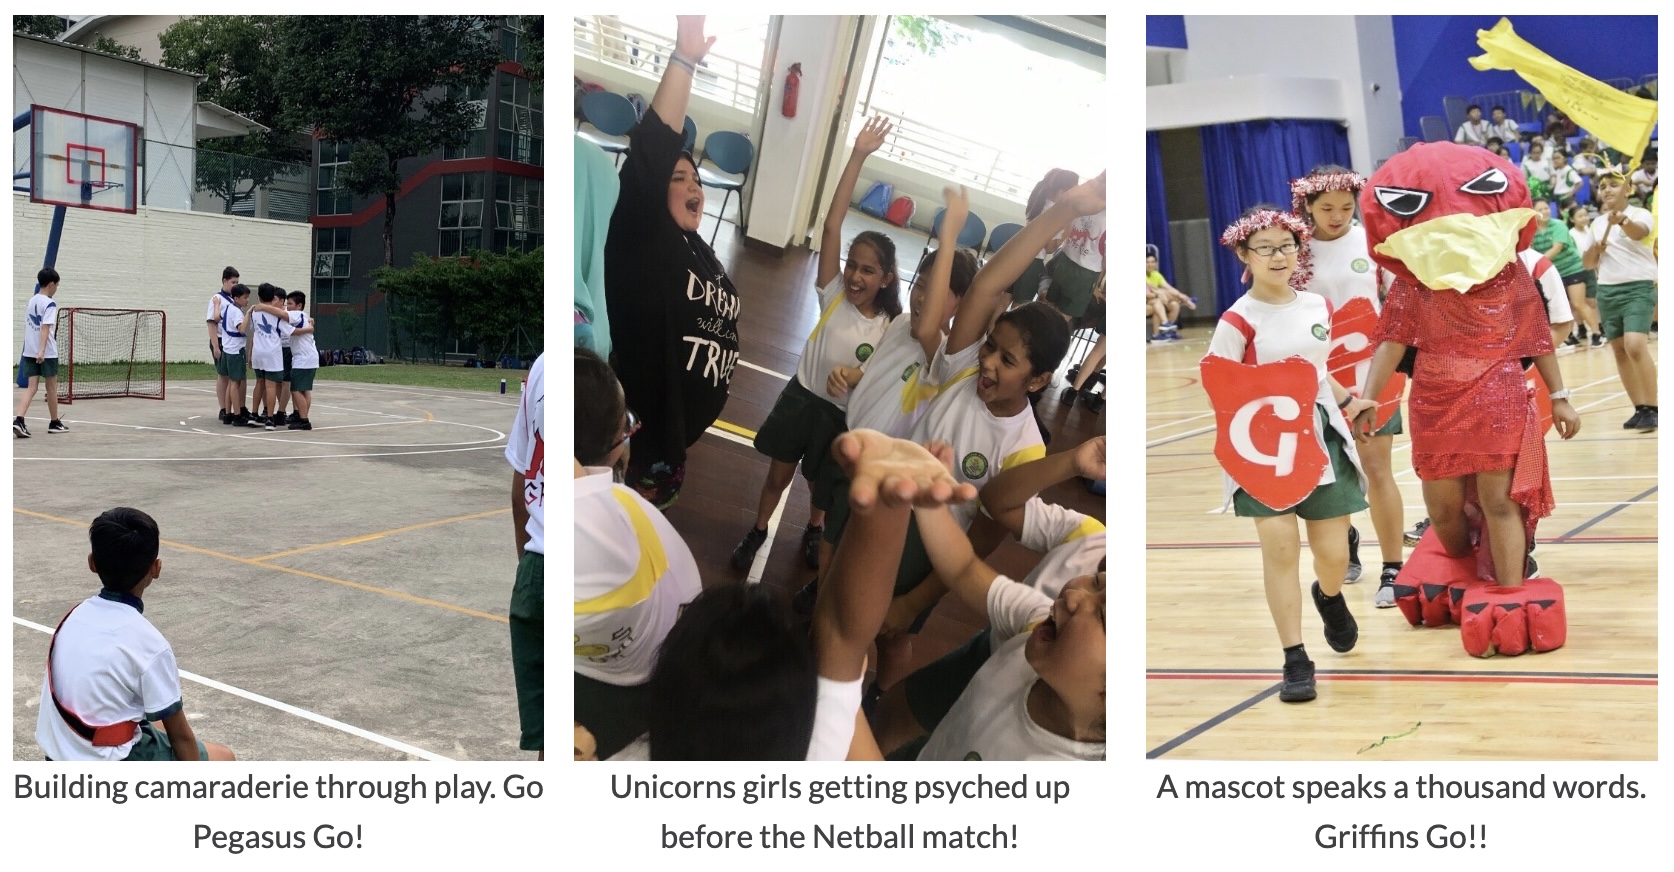 DREAM
TRUE
G
Building camaraderie through play. Go
Pegasus Go!
Unicorns girls getting psyched up
before the Netball match!
A mascot speaks a thousand words.
Griffins Go!!